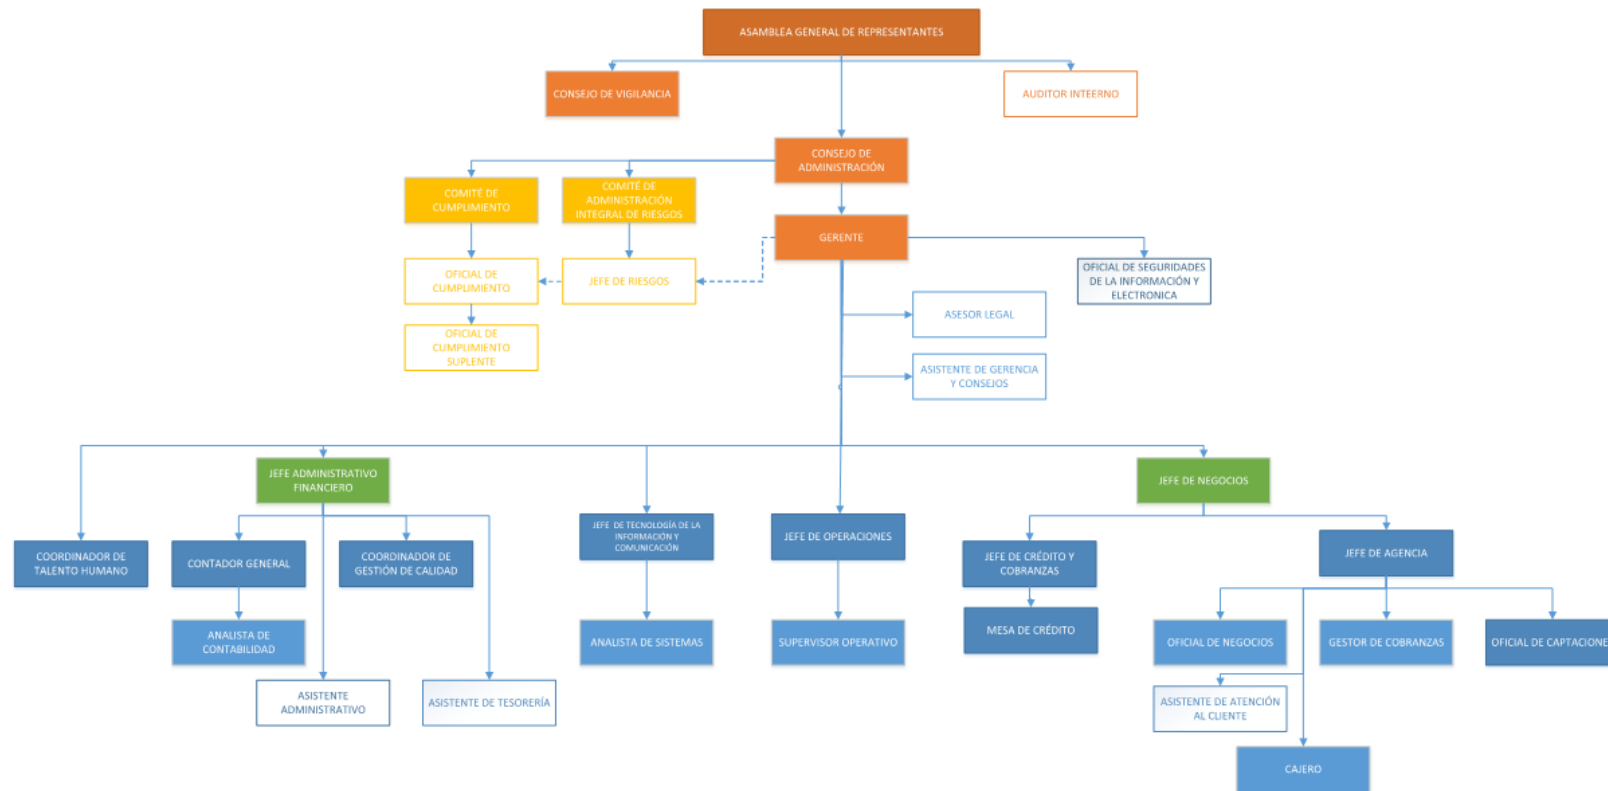 ASAMBLEA GENERAL DE REPRESENTANTES
CONSEJO DE VIGILANCIA
AUDITOR INTEERNO
CONSEJO DE
ADMINISTRACIÓN
COMITÉ DE
CUMPLIMIENTO
COMITÉ DE
ADMINISTRACIÓN
INTEGRAL DE RIESGOS
GERENTE
OFICIAL DE
CUMPLIMIENTO
JEFE DE RIESGOS
OFICIAL DE SEGURIDADES
DE LA INFORMACIÓN Y
ELECTRONICA
OFICIAL DE
CUMPLIMIENTO
SUPLENTE
ASESOR LEGAL
ASISTENTE DE GERENCIA
Y CONSEJOS
JEFE ADMINISTRATIVO
FINANCIERO
JEFE DE NEGOCIOS
COORDINADOR DE
TALENTO HUMANO
CONTADOR GENERAL
COORDINADOR DE
GESTIÓN DE CALIDAD
JEFE DE TECNOLOGÍA DE LA
INFORMACIÓN Y
COMUNICACIÓN
JEFE DE OPERACIONES
JEFE DE CRÉDITO Y
COBRANZAS
JEFE DE AGENCIA
ANALISTA DE
CONTABILIDAD
ANALISTA DE SISTEMAS
SUPERVISOR OPERATIVO
MESA DE CRÉDITO
OFICIAL DE NEGOCIOS
GESTOR DE COBRANZAS
OFICIAL DE CAPTACIONE
ASISTENTE
ADMINISTRATIVO
ASISTENTE DE TESORERÍA
ASISTENTE DE ATENCIÓN
AL CLIENTE
CAJERO